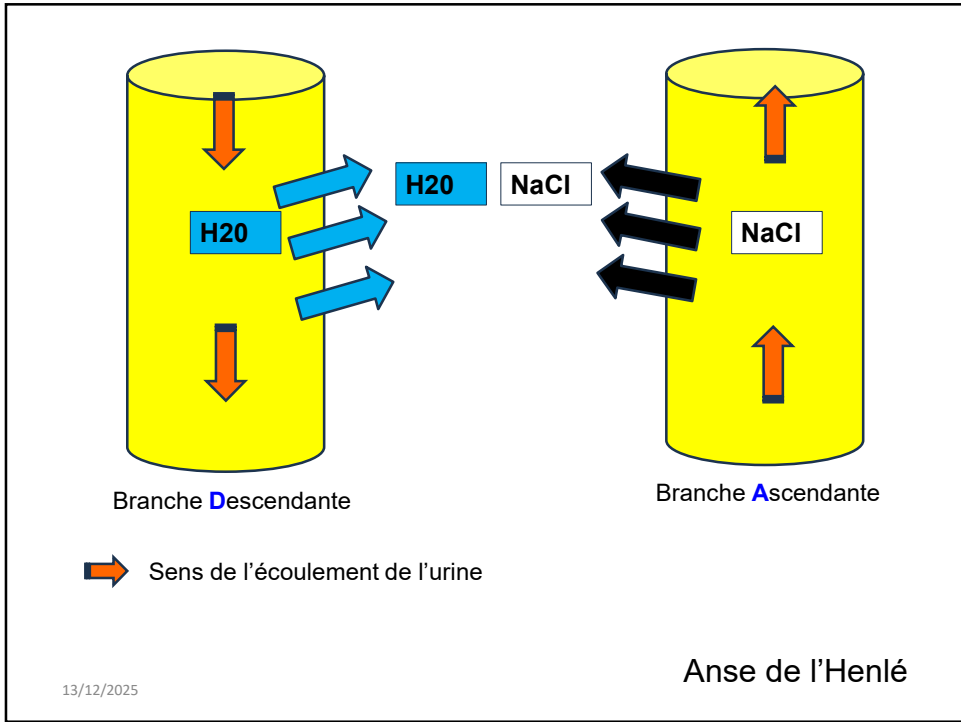 H20 NaCl
H20
NaCl
Branche Descendante
Branche Ascendante
Sens de l’écoulement de l’urine
Anse de l’Henlé
13/12/2025